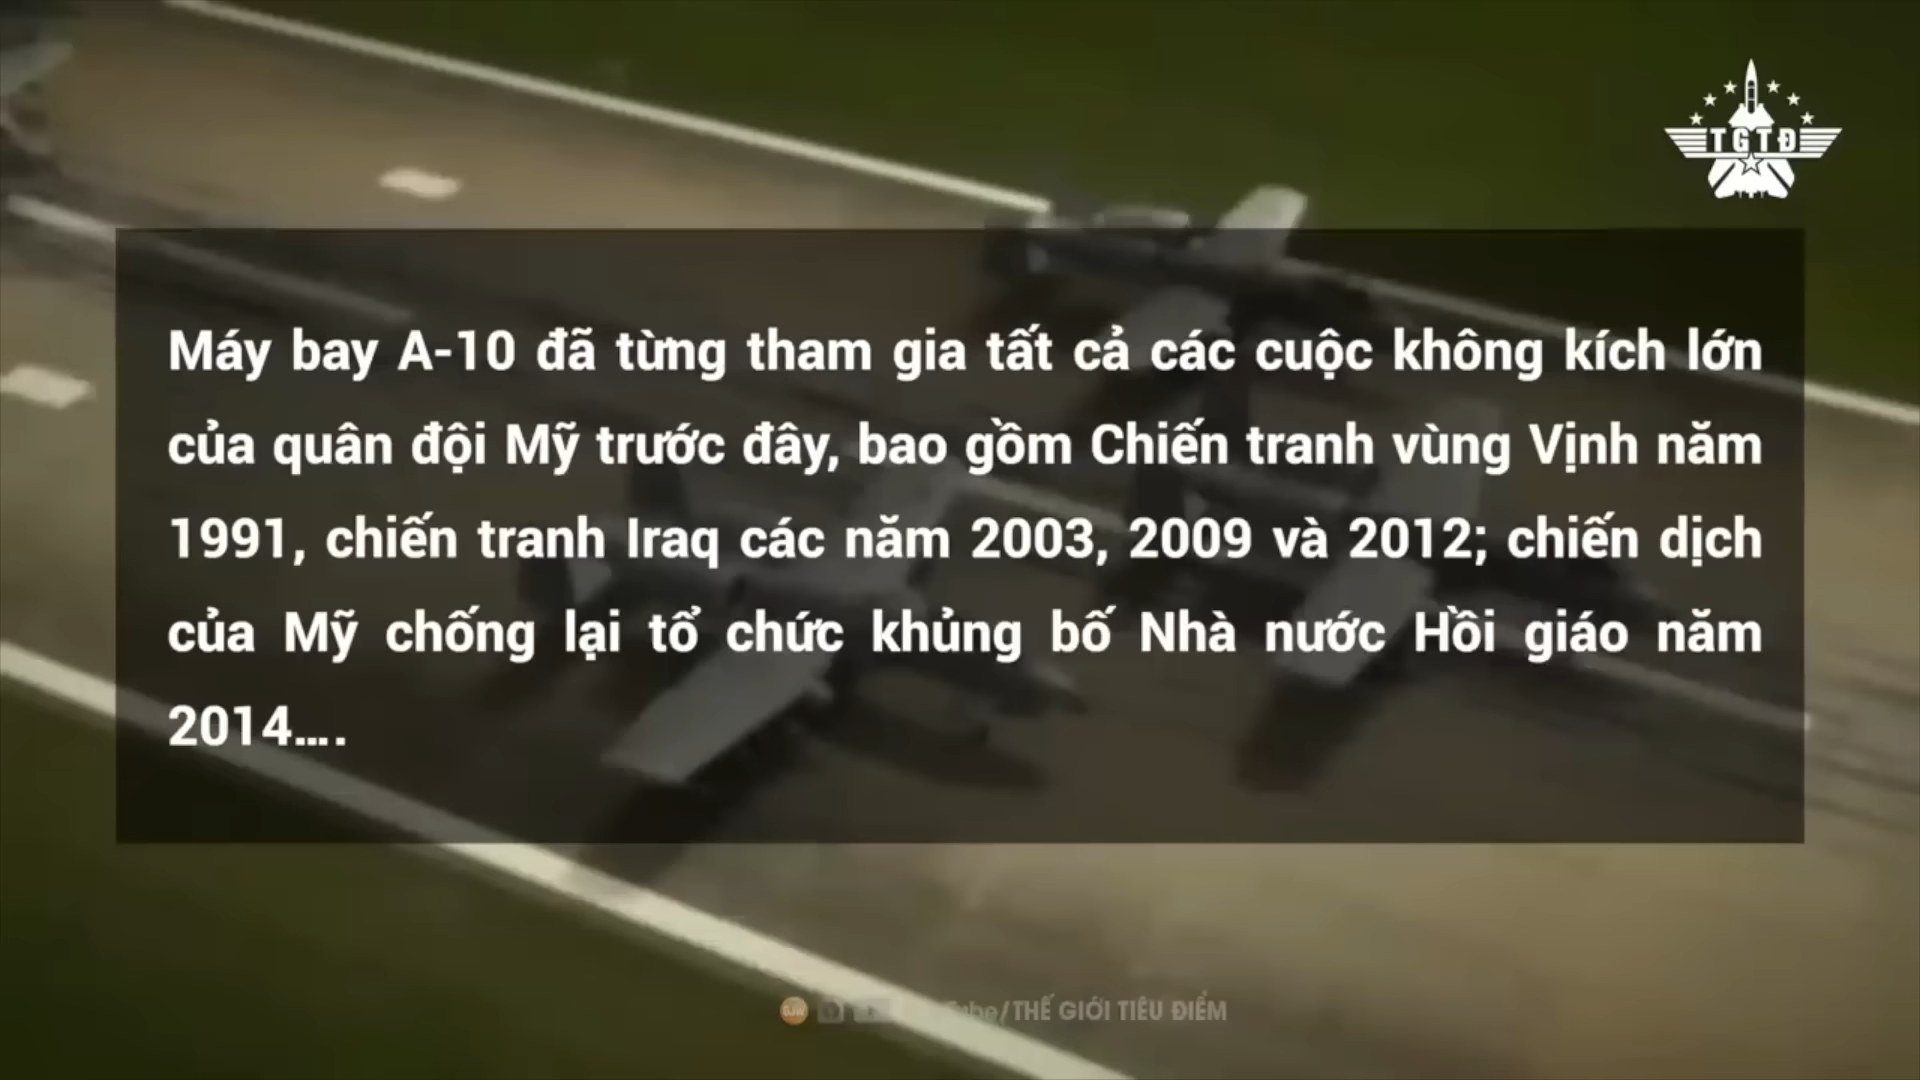 TGTĐ
Máy bay A-10 đã từng tham gia tất cả các cuộc không kích lớn
của quân đội Mỹ trước đây, bao gồm Chiến tranh vùng Vịnh năm
1991, chiến tranh Iraq các năm 2003, 2009 và 2012; chiến dịch
của Mỹ chống lại tổ chức khủng bố Nhà nước Hồi giáo năm
2014….
/THẾ GIỚI TIÊU ĐIỂM